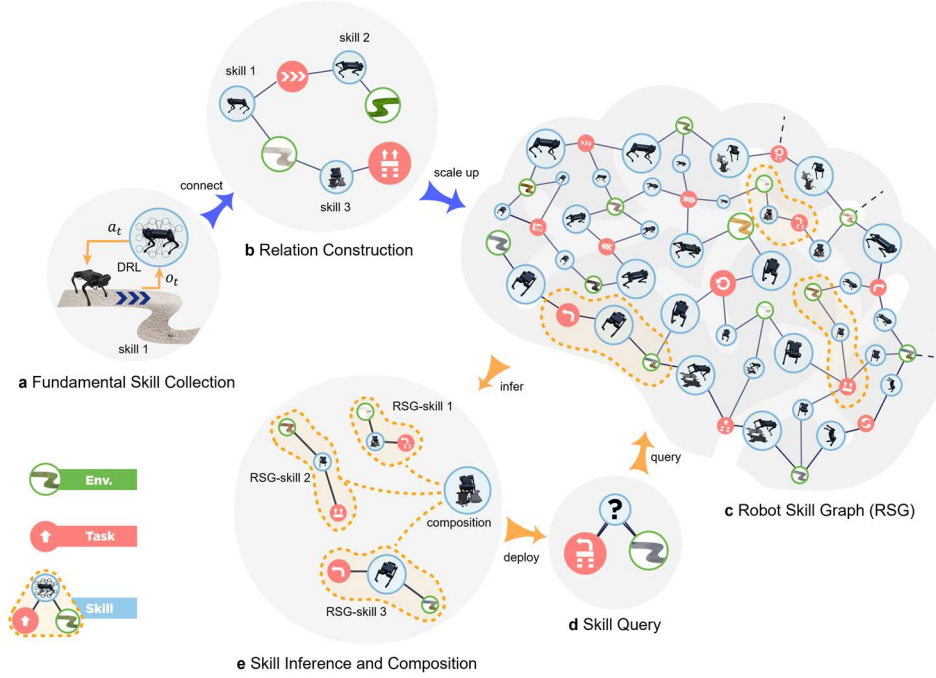 skill 2
skill 1
skill 3
connect
scale up
b Relation Construction
a_t
DRL
o_t
skill 1
a Fundamental Skill Collection
infer
RSG-skill 1
RSG-skill 2
composition
RSG-skill 3
query
deploy
?
c Robot Skill Graph (RSG)
Env.
Task
Skill
d Skill Query
e Skill Inference and Composition